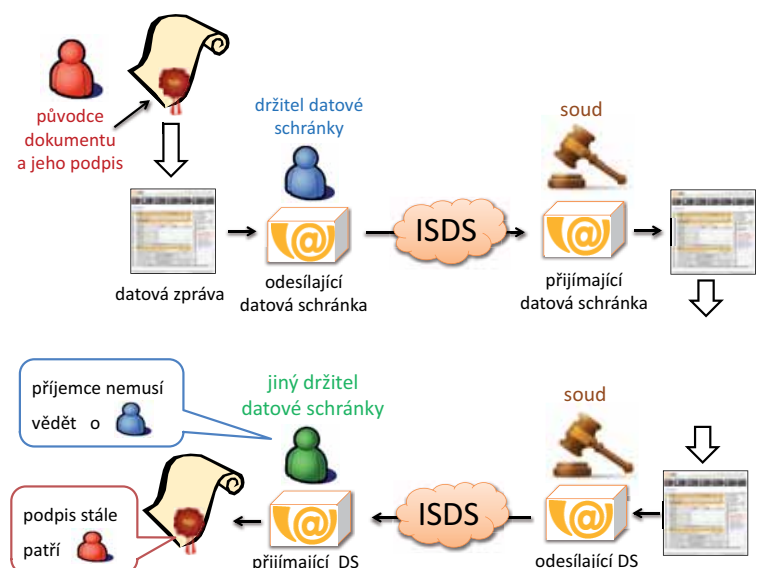 původce
dokumentu
a jeho podpis
držitel datové
schránky
soud
ISDS
datová zpráva
odesílající
datová schránka
přijímající
datová schránka
příjemce nemusí
vědět o
jiný držitel
datové schránky
soud
podpis stále
patří
ISDS
přijímající DS
odesílající DS